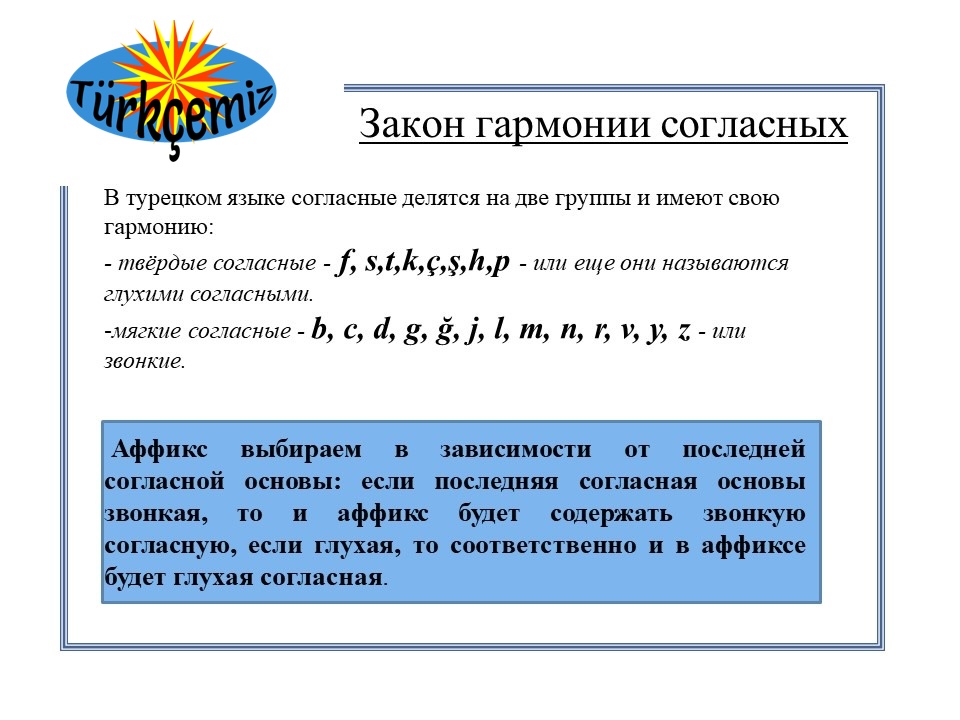 Türkçemiz
Закон гармонии согласных
В турецком языке согласные делятся на две группы и имеют свою
гармонию:
- твёрдые согласные - f, s,t,k,ç,ş,h,p - или еще они называются
глухими согласными.
-мягкие согласные - b, c, d, g, ğ, j, l, m, n, r, v, y, z - или
звонкие.
Аффикс выбираем в зависимости от последней
согласной основы: если последняя согласная основы
звонкая, то и аффикс будет содержать звонкую
согласную, если глухая, то соответственно и в аффиксе
будет глухая согласная.